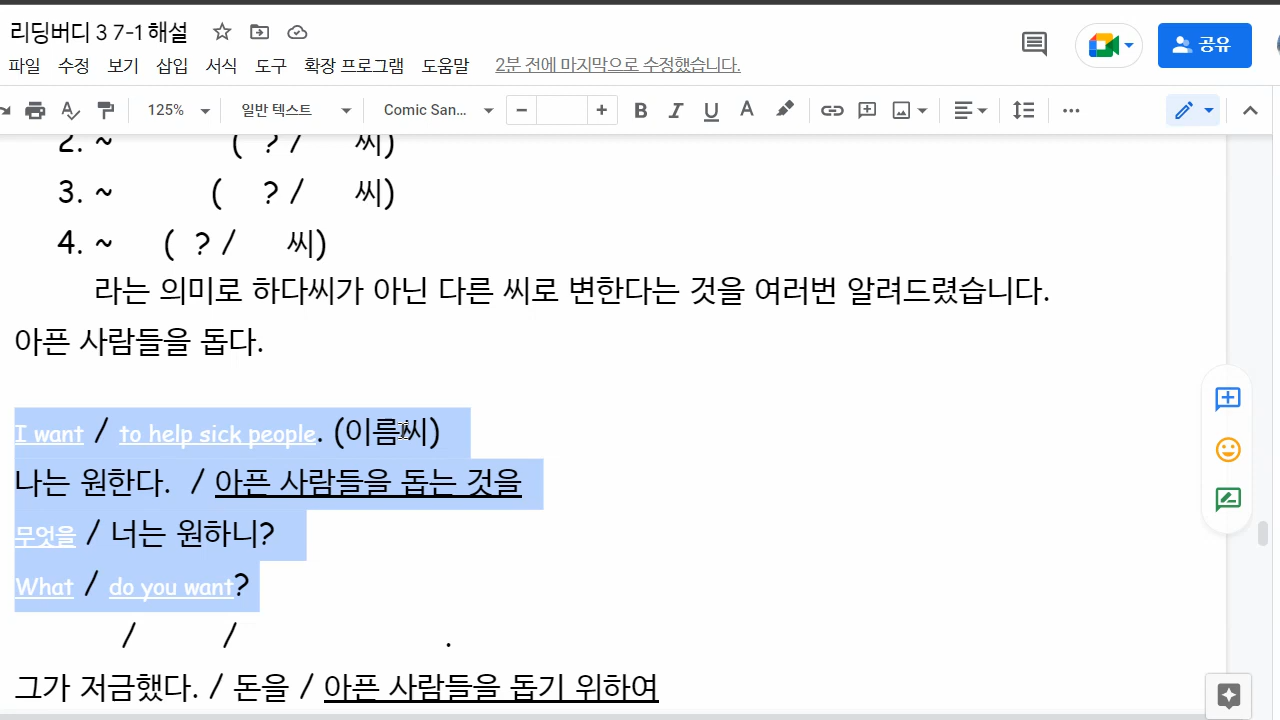 리딩버디 3 7-1 해설
파일 수정 보기 삽입 서식 도구 확장 프로그램 도움말 2분 전에 마지막으로 수정했습니다.
공유
125% 일반 텍스트 Comic San... − + B I U A
2. ~ ( ? / 씨)
3. ~ ( ? / 씨)
4. ~ ( ? / 씨)
라는 의미로 하다씨가 아닌 다른 씨로 변한다는 것을 여러번 알려드렸습니다.
아픈 사람들을 돕다.
I want / to help sick people. (이름씨)
나는 원한다. / 아픈 사람들을 돕는 것을
무엇을 / 너는 원하니?
What / do you want?
/ / .
그가 저금했다. / 돈을 / 아픈 사람들을 돕기 위하여